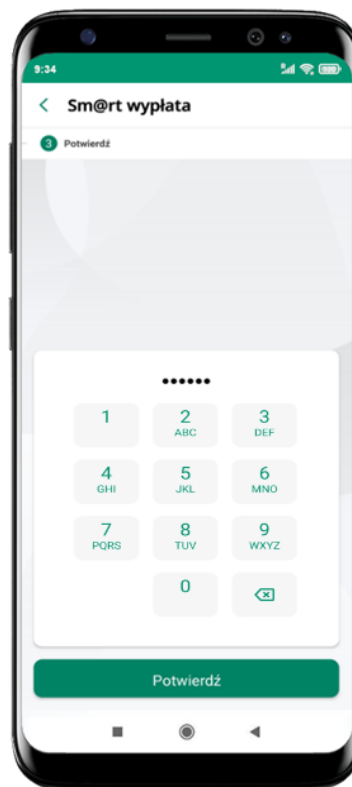 9:34
Sm@rt wypłata
3 Potwierdź
••••••
1 2 3
ABC DEF
4 5 6
GHI JKL MNO
7 8 9
PQRS TUV WXYZ
0
Potwierdź